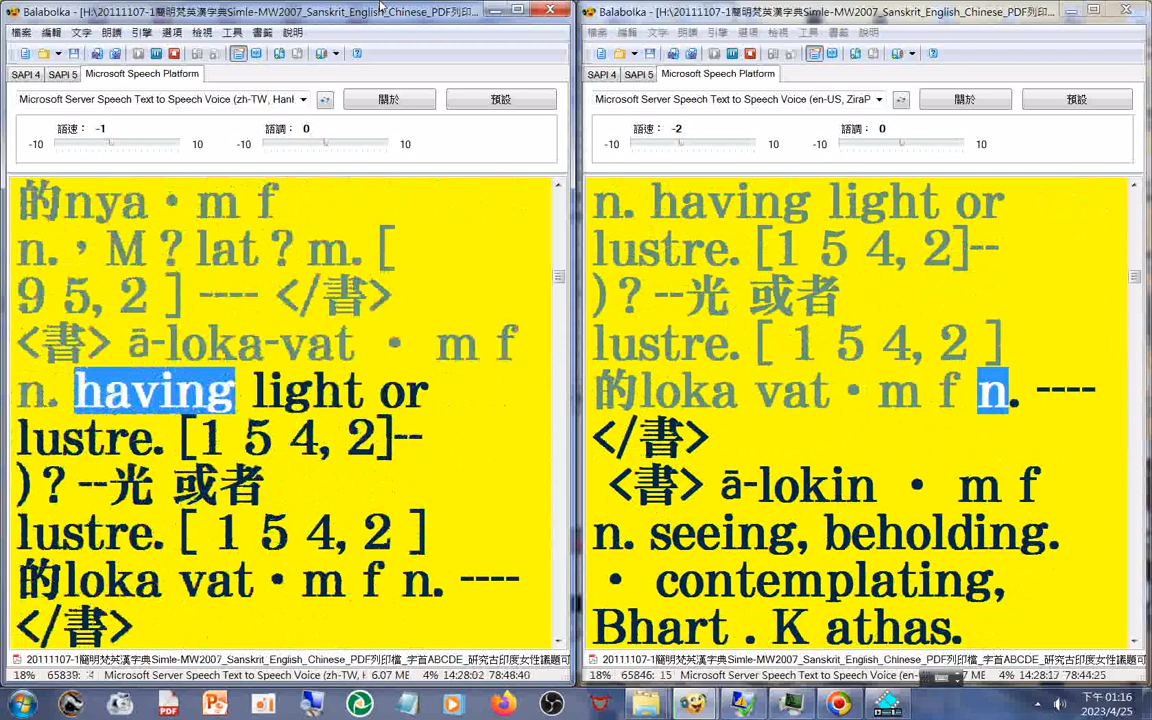 Balabolka - [H:\20111107-1簡明梵英漢字典Simle-MW2007_Sanskrit_English_Chinese_PDF列印...
檔案 編輯 文字 朗讀 引擎 選項 檢視 工具 書籤 說明
SAPI 4 SAPI 5 Microsoft Speech Platform
Microsoft Server Speech Text to Speech Voice (zh-TW, HanH 關於 預設
語速： -1 語調： 0
-10 10 -10 10
的nya·m f
n.，M？lat？m. [
9 5, 2 ] ---- </書>
<書> ā-loka-vat · m f
n. having light or
lustre. [1 5 4, 2]--
)？--光 或者
lustre. [ 1 5 4, 2 ]
的loka vat·m f n. ----
</書>
20111107-1簡明梵英漢字典Simle-MW2007_Sanskrit_English_Chinese_PDF列印檔_字首ABCDE_研究古印度女性議題可
18% 65839: Microsoft Server Speech Text to Speech Voice (zh-TW, H 6.07 ME 4% 14:28:02 78:46:40
Balabolka - [H:\20111107-1簡明梵英漢字典Simle-MW2007_Sanskrit_English_Chinese_PDF列印...
檔案 編輯 文字 朗讀 引擎 選項 檢視 工具 書籤 說明
SAPI 4 SAPI 5 Microsoft Speech Platform
Microsoft Server Speech Text to Speech Voice (en-US, ZiraP 關於 預設
語速： -2 語調： 0
-10 10 -10 10
n. having light or
lustre. [1 5 4, 2]--
)？--光 或者
lustre. [ 1 5 4, 2 ]
的loka vat·m f n. ----
</書>
<書> ā-lokin · m f
n. seeing, beholding.
· contemplating,
Bhart . K athas.
20111107-1簡明梵英漢字典Simle-MW2007_Sanskrit_English_Chinese_PDF列印檔_字首ABCDE_研究古印度女性議題可
18% 65846: 15 Microsoft Server Speech Text to Speech Voice (en-US, 4% 14:28:17 78:44:25
下午 01:16
2023/4/25